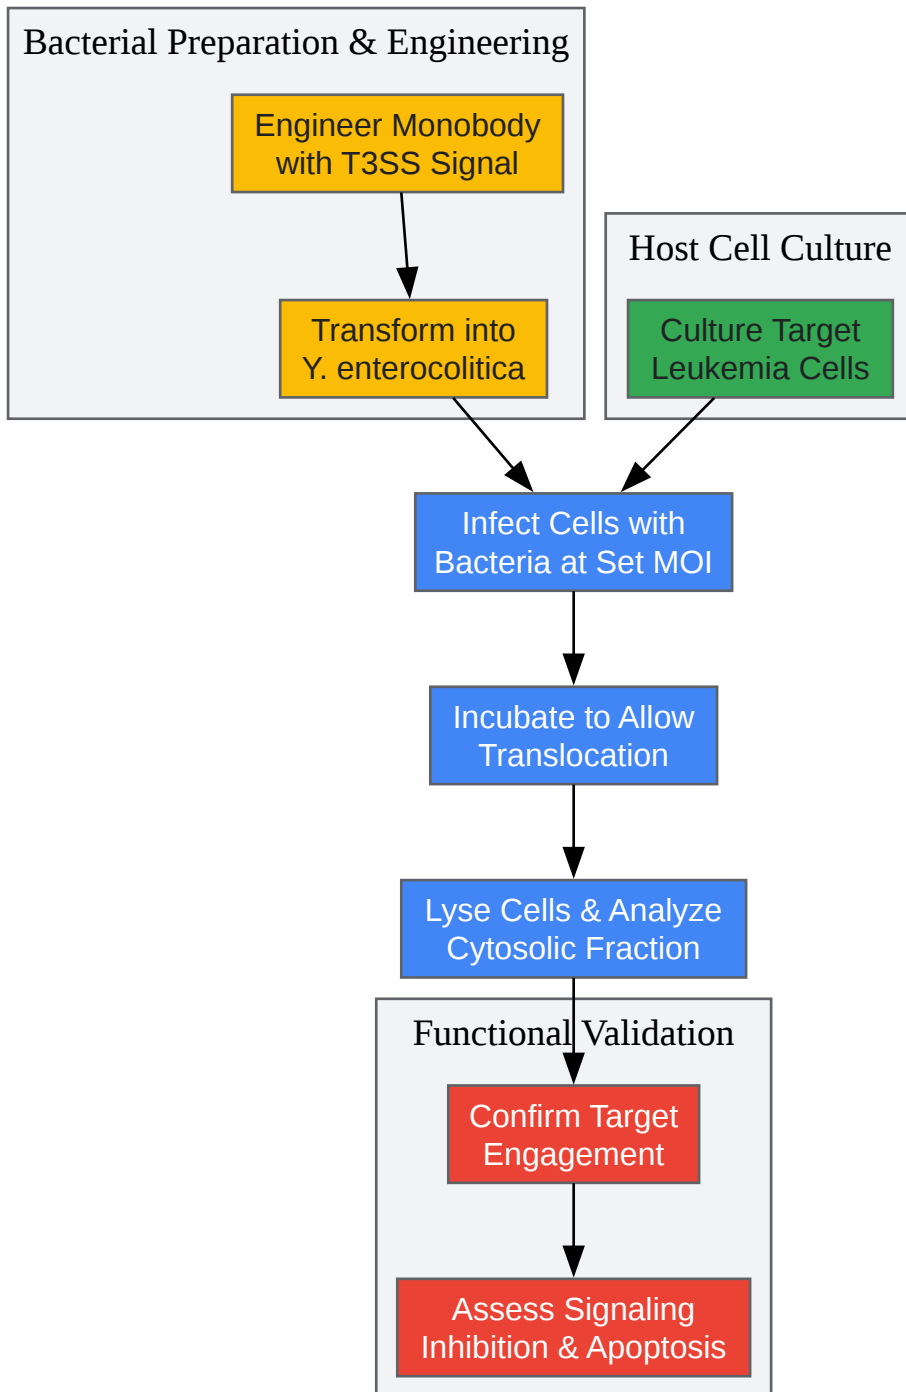 Bacterial Preparation & Engineering
Engineer Monobody
with T3SS Signal
Host Cell Culture
Transform into
Y. enterocolitica
Culture Target
Leukemia Cells
Infect Cells with
Bacteria at Set MOI
Incubate to Allow
Translocation
Lyse Cells & Analyze
Cytosolic Fraction
Functional Validation
Confirm Target
Engagement
Assess Signaling
Inhibition & Apoptosis